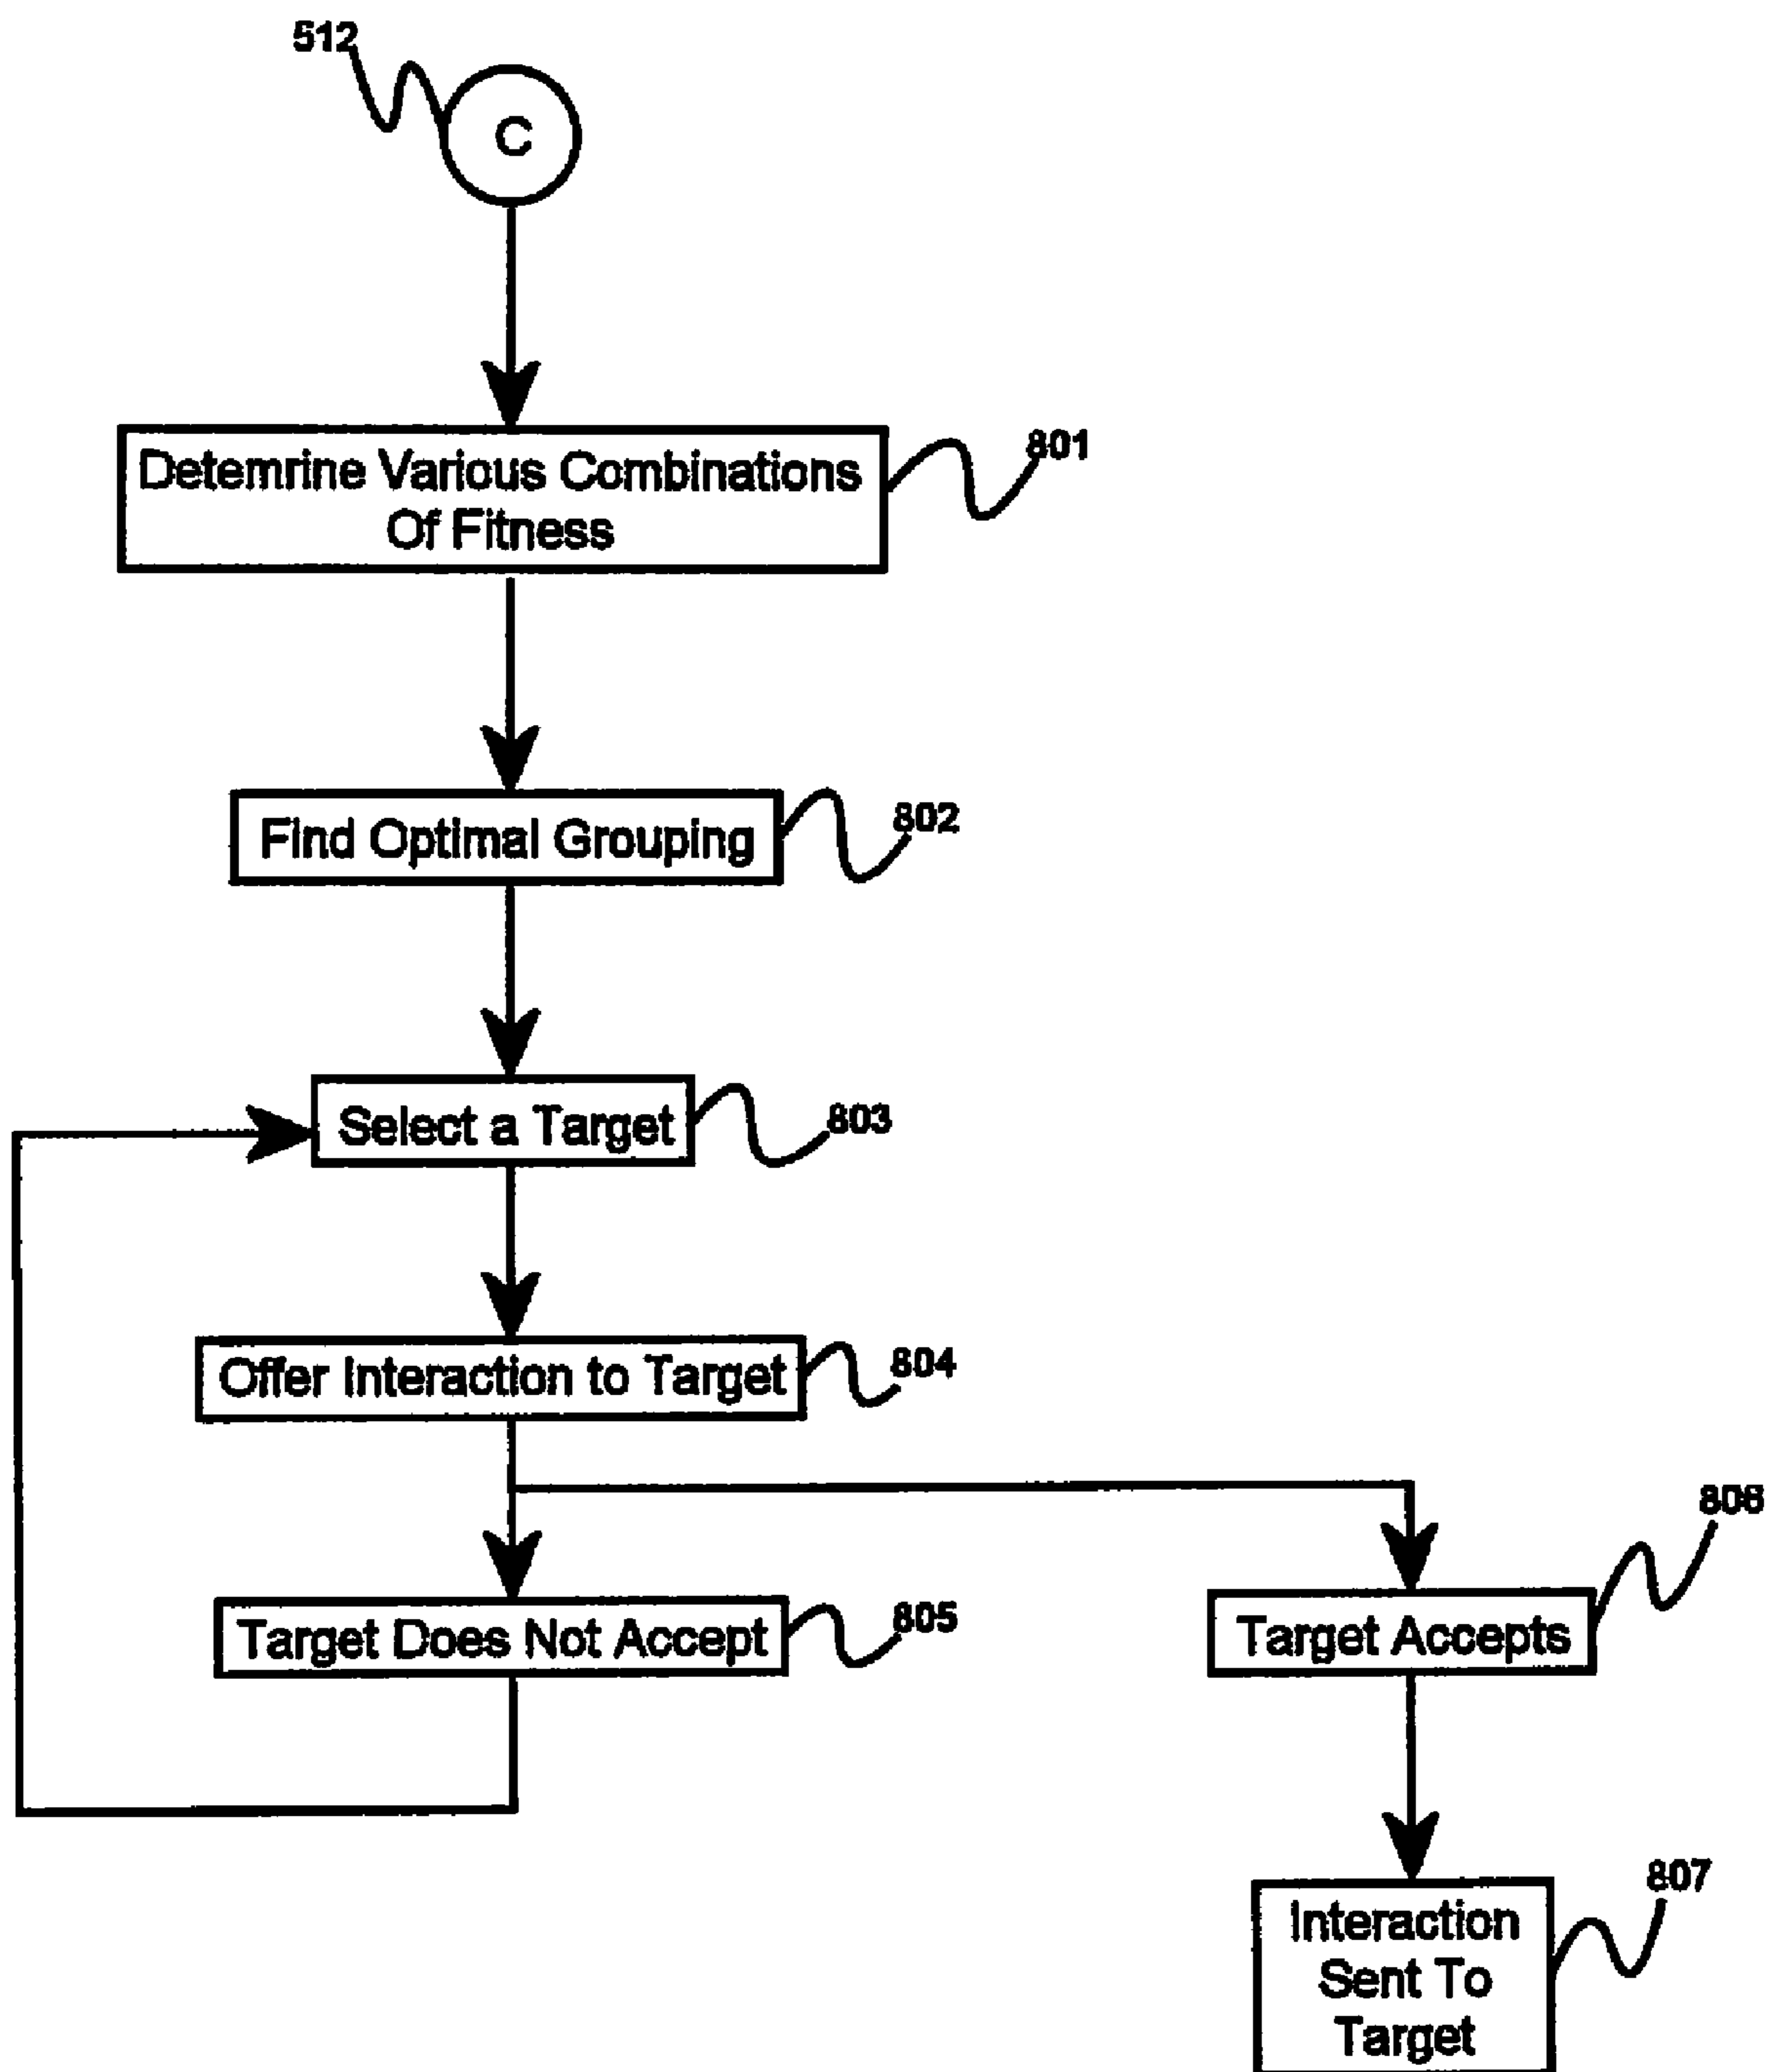 512
C
Detemrine Various Combinations
Of Fitness
801
Find Optimal Grouping
802
Select a Target
803
Offer Interaction to Target
804
Target Does Not Accept
805
Target Accepts
806
Interaction
Sent To
Target
807